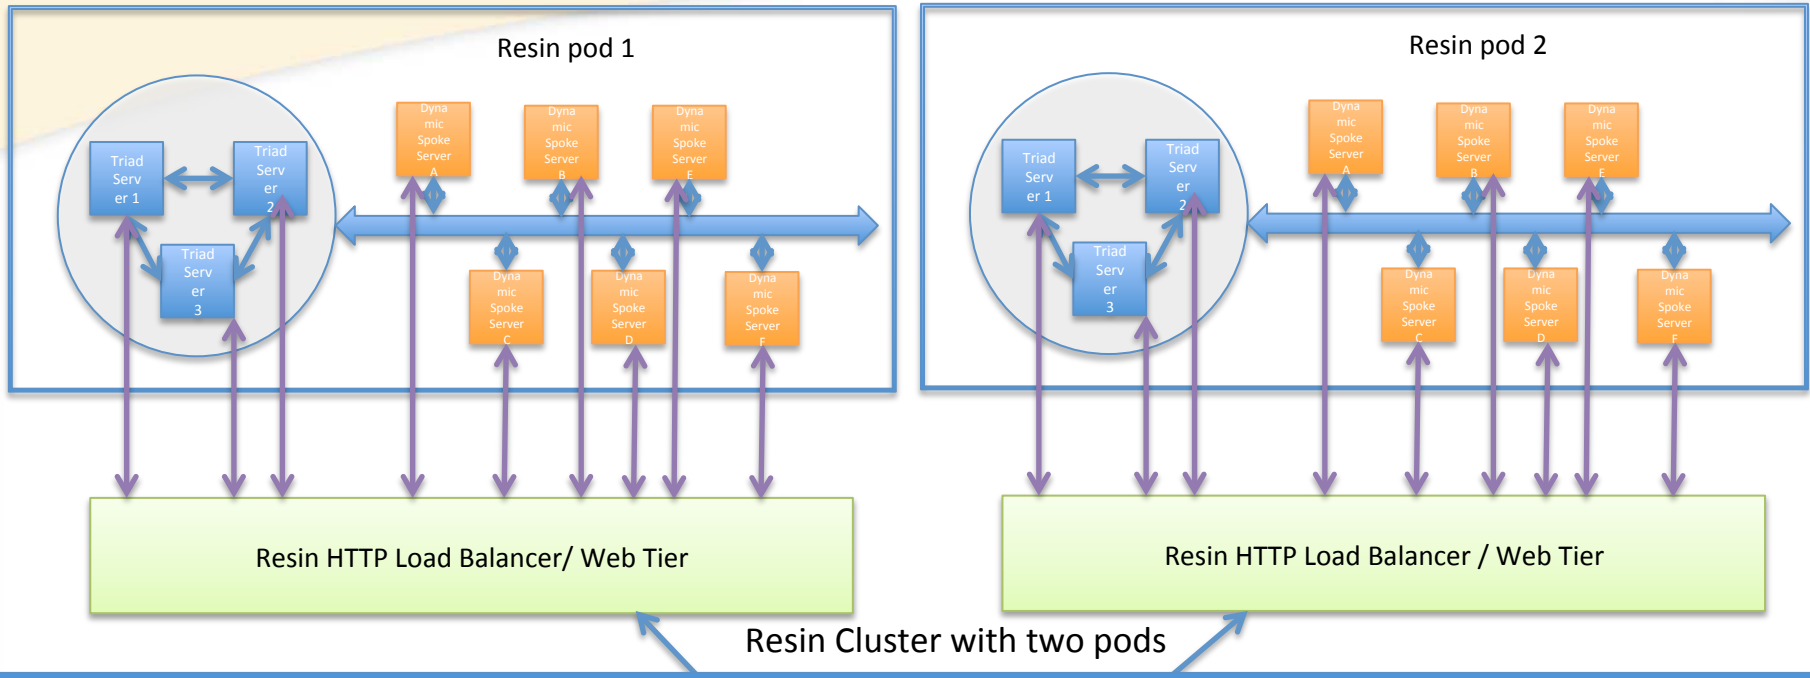 Resin pod 1
Resin pod 2
Triad
Serv
er 1
Triad
Serv
er
2
Triad
Serv
er
3
Dyna
mic
Spoke
Server
A
Dyna
mic
Spoke
Server
B
Dyna
mic
Spoke
Server
E
Dyna
mic
Spoke
Server
C
Dyna
mic
Spoke
Server
D
Dyna
mic
Spoke
Server
F
Triad
Serv
er 1
Triad
Serv
er
2
Triad
Serv
er
3
Dyna
mic
Spoke
Server
A
Dyna
mic
Spoke
Server
B
Dyna
mic
Spoke
Server
E
Dyna
mic
Spoke
Server
C
Dyna
mic
Spoke
Server
D
Dyna
mic
Spoke
Server
F
Resin HTTP Load Balancer/ Web Tier
Resin HTTP Load Balancer / Web Tier
Resin Cluster with two pods